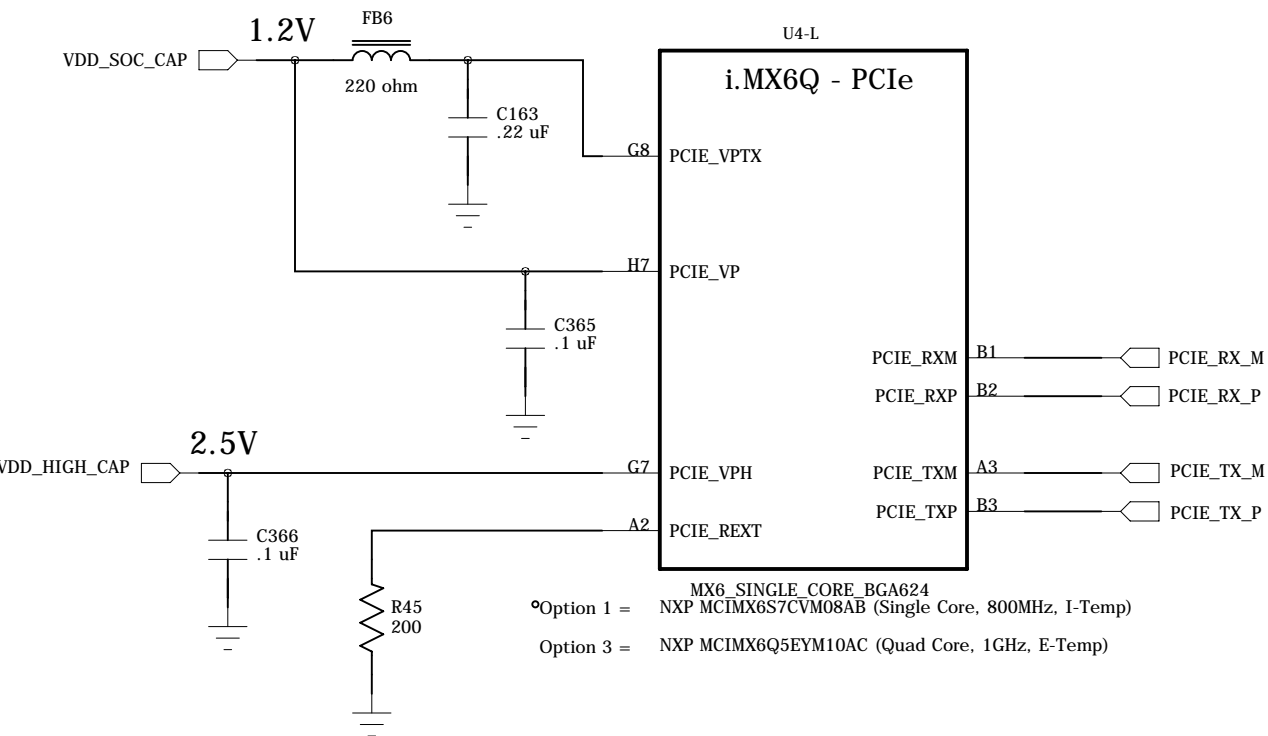 FB6
1.2V
U4-L
VDD_SOC_CAP
220 ohm
i.MX6Q - PCIe
C163
.22 uF
G8 PCIE_VPTX
H7 PCIE_VP
C365
.1 uF
PCIE_RXM B1 PCIE_RX_M
PCIE_RXP B2 PCIE_RX_P
2.5V
VDD_HIGH_CAP
G7 PCIE_VPH
PCIE_TXM A3 PCIE_TX_M
PCIE_TXP B3 PCIE_TX_P
A2 PCIE_REXT
C366
.1 uF
R45
200
MX6_SINGLE_CORE_BGA624
Option 1 = NXP MCIMX6S7CVM08AB (Single Core, 800MHz, I-Temp)
Option 3 = NXP MCIMX6Q5EYM10AC (Quad Core, 1GHz, E-Temp)